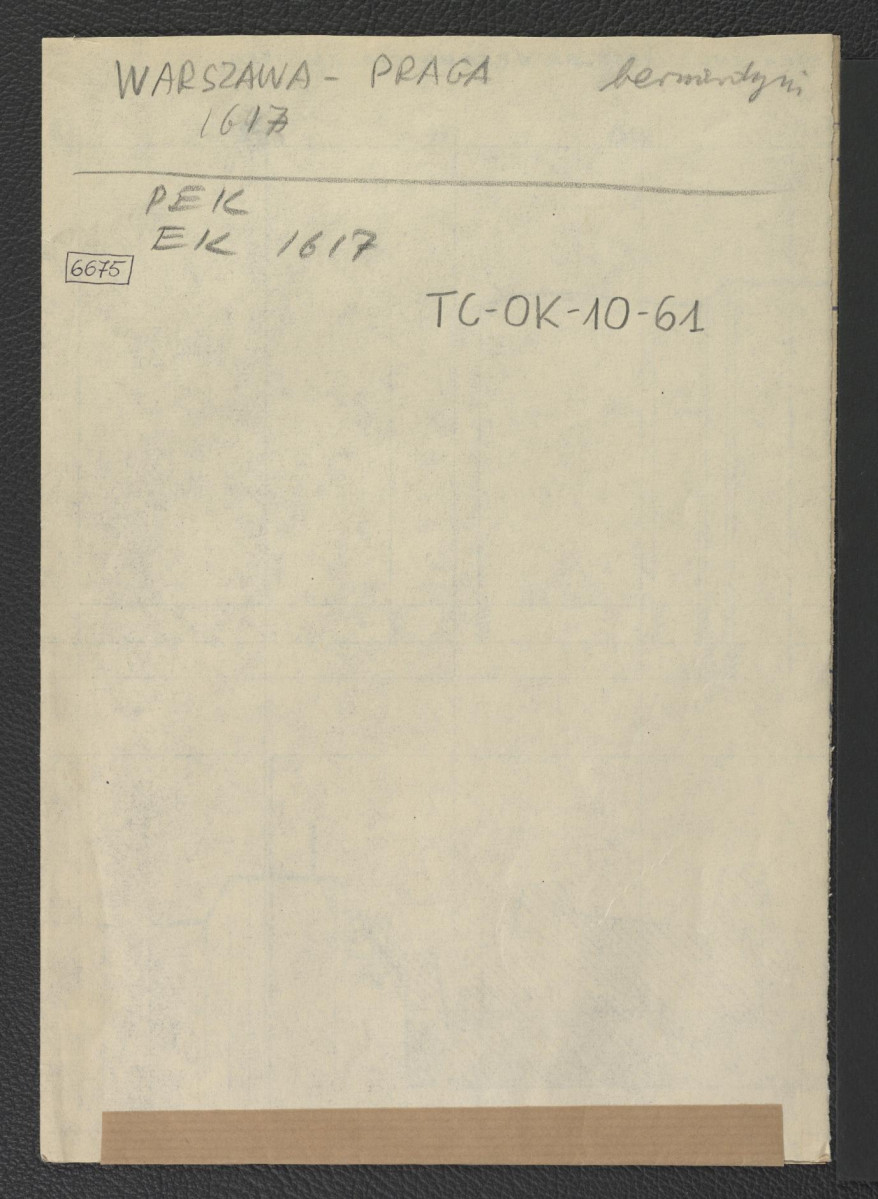 WARSZAWA - PRAGA bernardyni
1617
PEK
EK 1617
6675
TC-OK-10-61